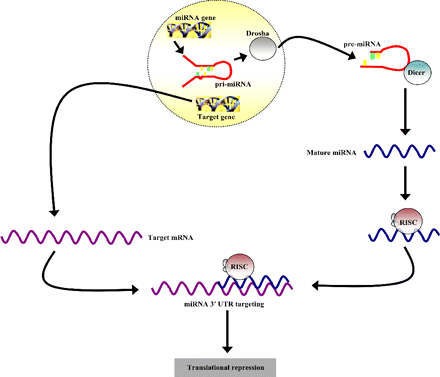 miRNA gene
Drosha
pri-miRNA
Target gene
pre-miRNA
Dicer
Mature miRNA
RISC
Target mRNA
RISC
miRNA 3' UTR targeting
Translational repression